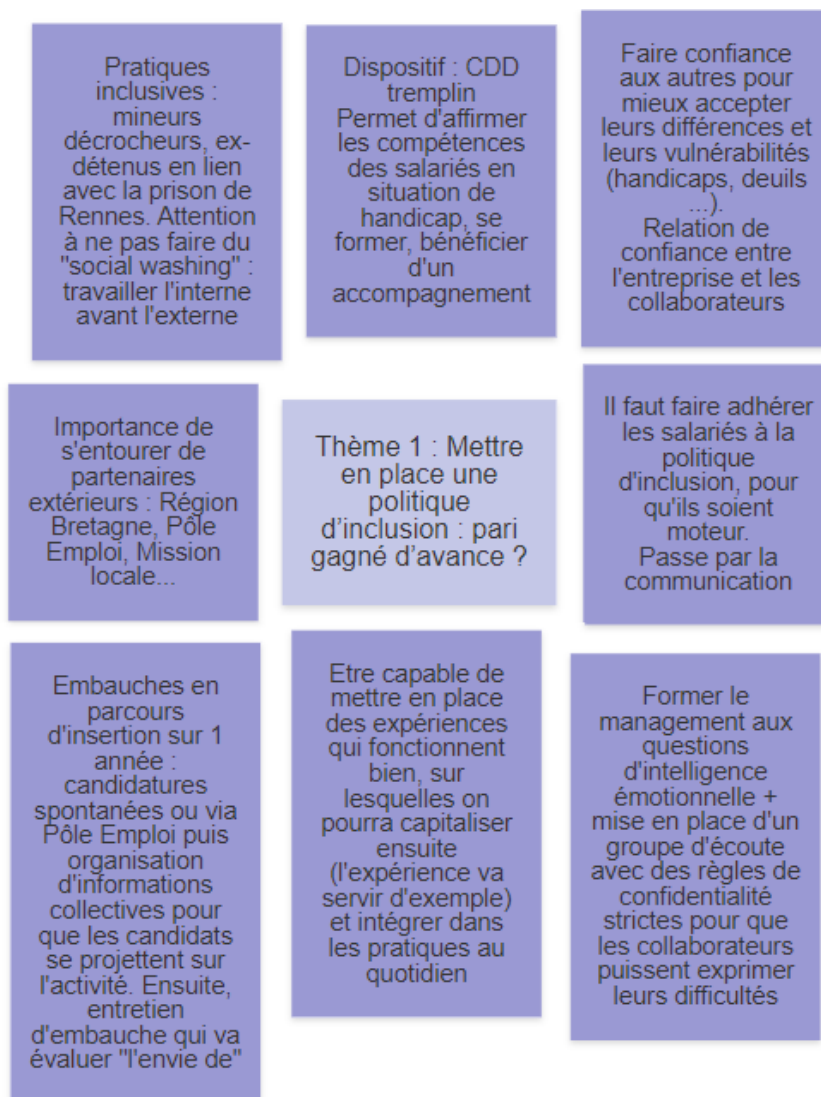 Pratiques
inclusives :
mineurs
décrocheurs, ex-
détenus en lien
avec la prison de
Rennes. Attention
à ne pas faire du
"social washing" :
travailler l'interne
avant l'externe
Dispositif : CDD
tremplin
Permet d'affirmer
les compétences
des salariés en
situation de
handicap, se
former, bénéficier
d'un
accompagnement
Faire confiance
aux autres pour
mieux accepter
leurs différences et
leurs vulnérabilités
(handicaps, deuils
...).
Relation de
confiance entre
l'entreprise et les
collaborateurs
Importance de
s'entourer de
partenaires
extérieurs : Région
Bretagne, Pôle
Emploi, Mission
locale...
Thème 1 : Mettre
en place une
politique
d’inclusion : pari
gagné d’avance ?
Il faut faire adhérer
les salariés à la
politique
d'inclusion, pour
qu'ils soient
moteur.
Passe par la
communication
Embauches en
parcours
d'insertion sur 1
année :
candidatures
spontanées ou via
Pôle Emploi puis
organisation
d'informations
collectives pour
que les candidats
se projettent sur
l'activité. Ensuite,
entretien
d'embauche qui va
évaluer "l'envie de"
Etre capable de
mettre en place
des expériences
qui fonctionnent
bien, sur
lesquelles on
pourra capitaliser
ensuite
(l'expérience va
servir d'exemple)
et intégrer dans
les pratiques au
quotidien
Former le
management aux
questions
d'intelligence
émotionnelle +
mise en place d'un
groupe d'écoute
avec des règles de
confidentialité
strictes pour que
les collaborateurs
puissent exprimer
leurs difficultés